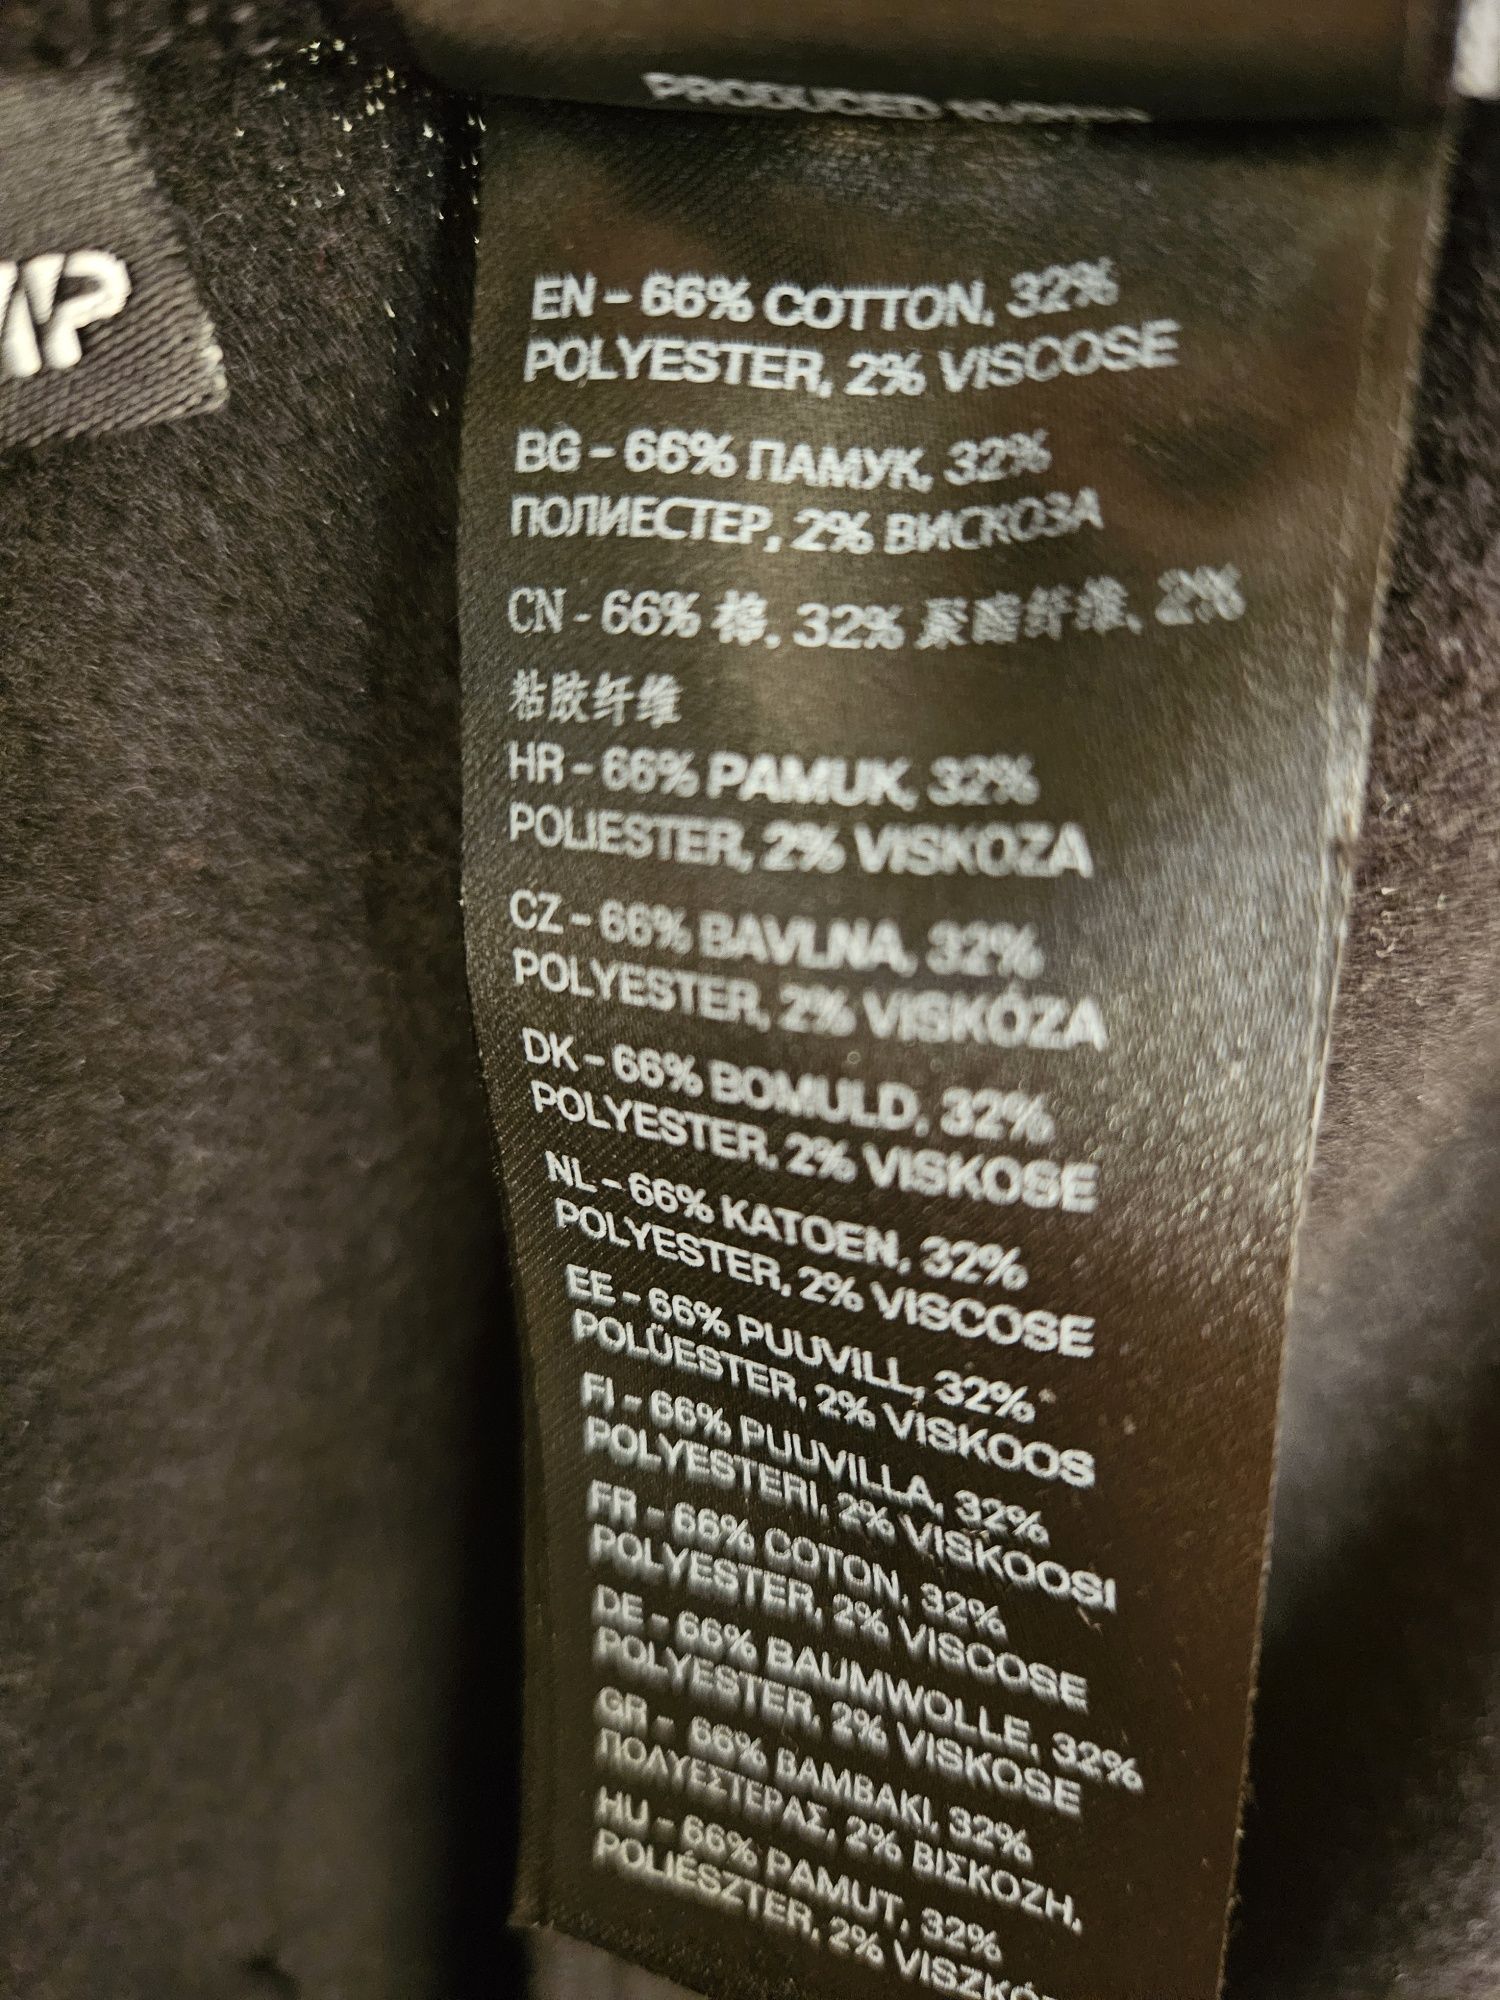 PRODUCED
EN - 66% COTTON, 32%
POLYESTER, 2% VISCOSE
BG - 66% ПАМУК, 32%
ПОЛИЕСТЕР, 2% ВИСКОЗА
CN - 66% 棉, 32% 聚酯纤维, 2%
粘胶纤维
HR - 66% PAMUK, 32%
POLIESTER, 2% VISKOZA
CZ - 66% BAVLNA, 32%
POLYESTER, 2% VISKÓZA
DK - 66% BOMULD, 32%
POLYESTER, 2% VISKOSE
NL - 66% KATOEN, 32%
POLYESTER, 2% VISCOSE
EE - 66% PUUVILL, 32%
POLÜESTER, 2% VISKOOS
FI - 66% PUUVILLA, 32%
POLYESTERI, 2% VISKOOSI
FR - 66% COTON, 32%
POLYESTER, 2% VISCOSE
DE - 66% BAUMWOLLE, 32%
POLYESTER, 2% VISKOSE
GR - 66% ΒΑΜΒΑΚΙ, 32%
ΠΟΛΥΕΣΤΕΡΑΣ, 2% ΒΙΣΚΟΖΗ,
HU - 66% PAMUT, 32%
POLIÉSZTER, 2%